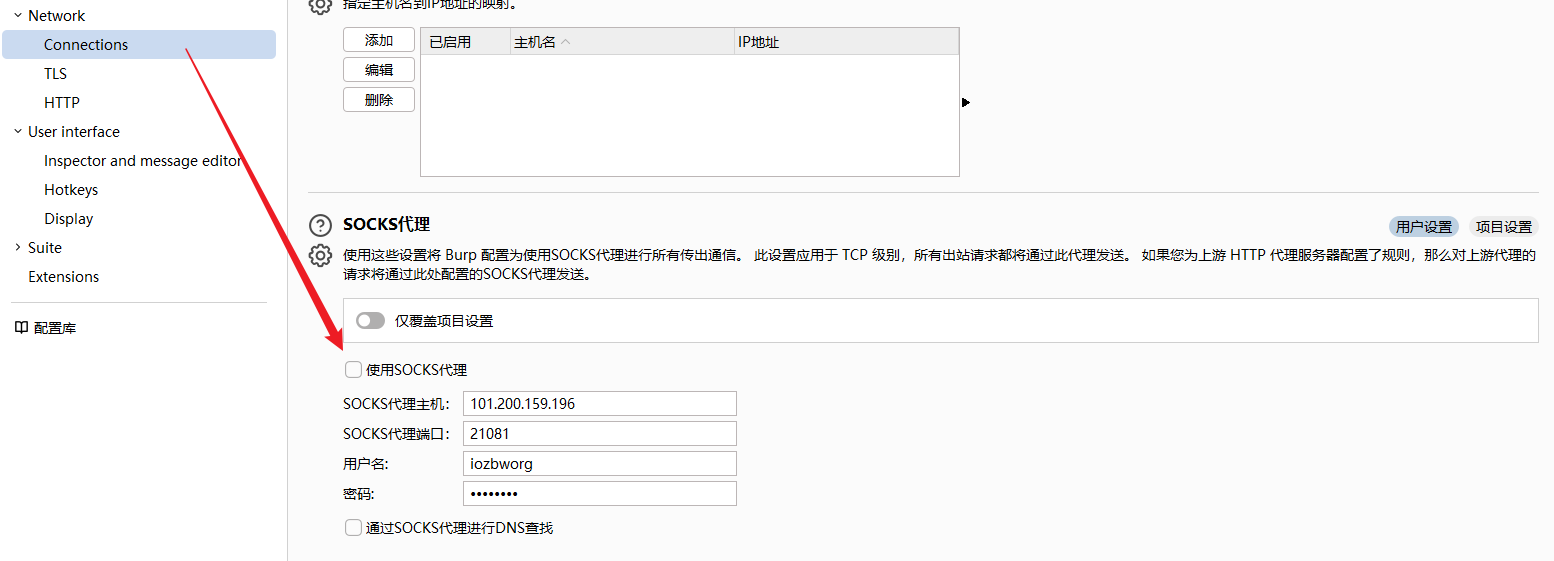 Network
Connections
TLS
HTTP
User interface
Inspector and message editor
Hotkeys
Display
Suite
Extensions
配置库
指定主机名到IP地址的映射。
添加
编辑
删除
已启用 主机名 IP地址
SOCKS代理
用户设置 项目设置
使用这些设置将 Burp 配置为使用SOCKS代理进行所有传出通信。 此设置应用于 TCP 级别，所有出站请求都将通过此代理发送。 如果您为上游 HTTP 代理服务器配置了规则，那么对上游代理的
请求将通过此处配置的SOCKS代理发送。
仅覆盖项目设置
使用SOCKS代理
SOCKS代理主机: 101.200.159.196
SOCKS代理端口: 21081
用户名: iozbworg
密码: ••••••••
通过SOCKS代理进行DNS查找